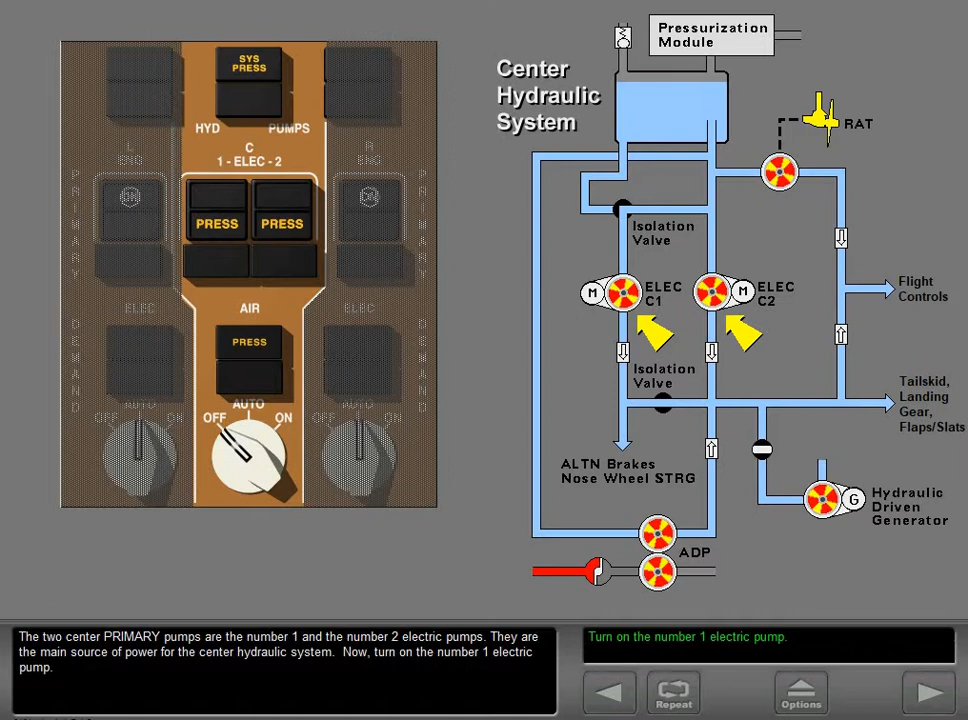 SYS
PRESS
HYD PUMPS
C
1 - ELEC - 2
L
ENG
R
ENG
PRIMARY
PRIMARY
ON
ON
PRESS PRESS
ELEC
AIR
ELEC
PRESS
DEMAND
DEMAND
AUTO
OFF ON
AUTO
OFF ON
AUTO
OFF ON
Center
Hydraulic
System
Pressurization
Module
RAT
Isolation
Valve
M
ELEC
C1
M
ELEC
C2
Flight
Controls
Isolation
Valve
Tailskid,
Landing
Gear,
Flaps/Slats
ALTN Brakes
Nose Wheel STRG
G
Hydraulic
Driven
Generator
ADP
The two center PRIMARY pumps are the number 1 and the number 2 electric pumps. They are
the main source of power for the center hydraulic system. Now, turn on the number 1 electric
pump.
Turn on the number 1 electric pump.
Repeat
Options